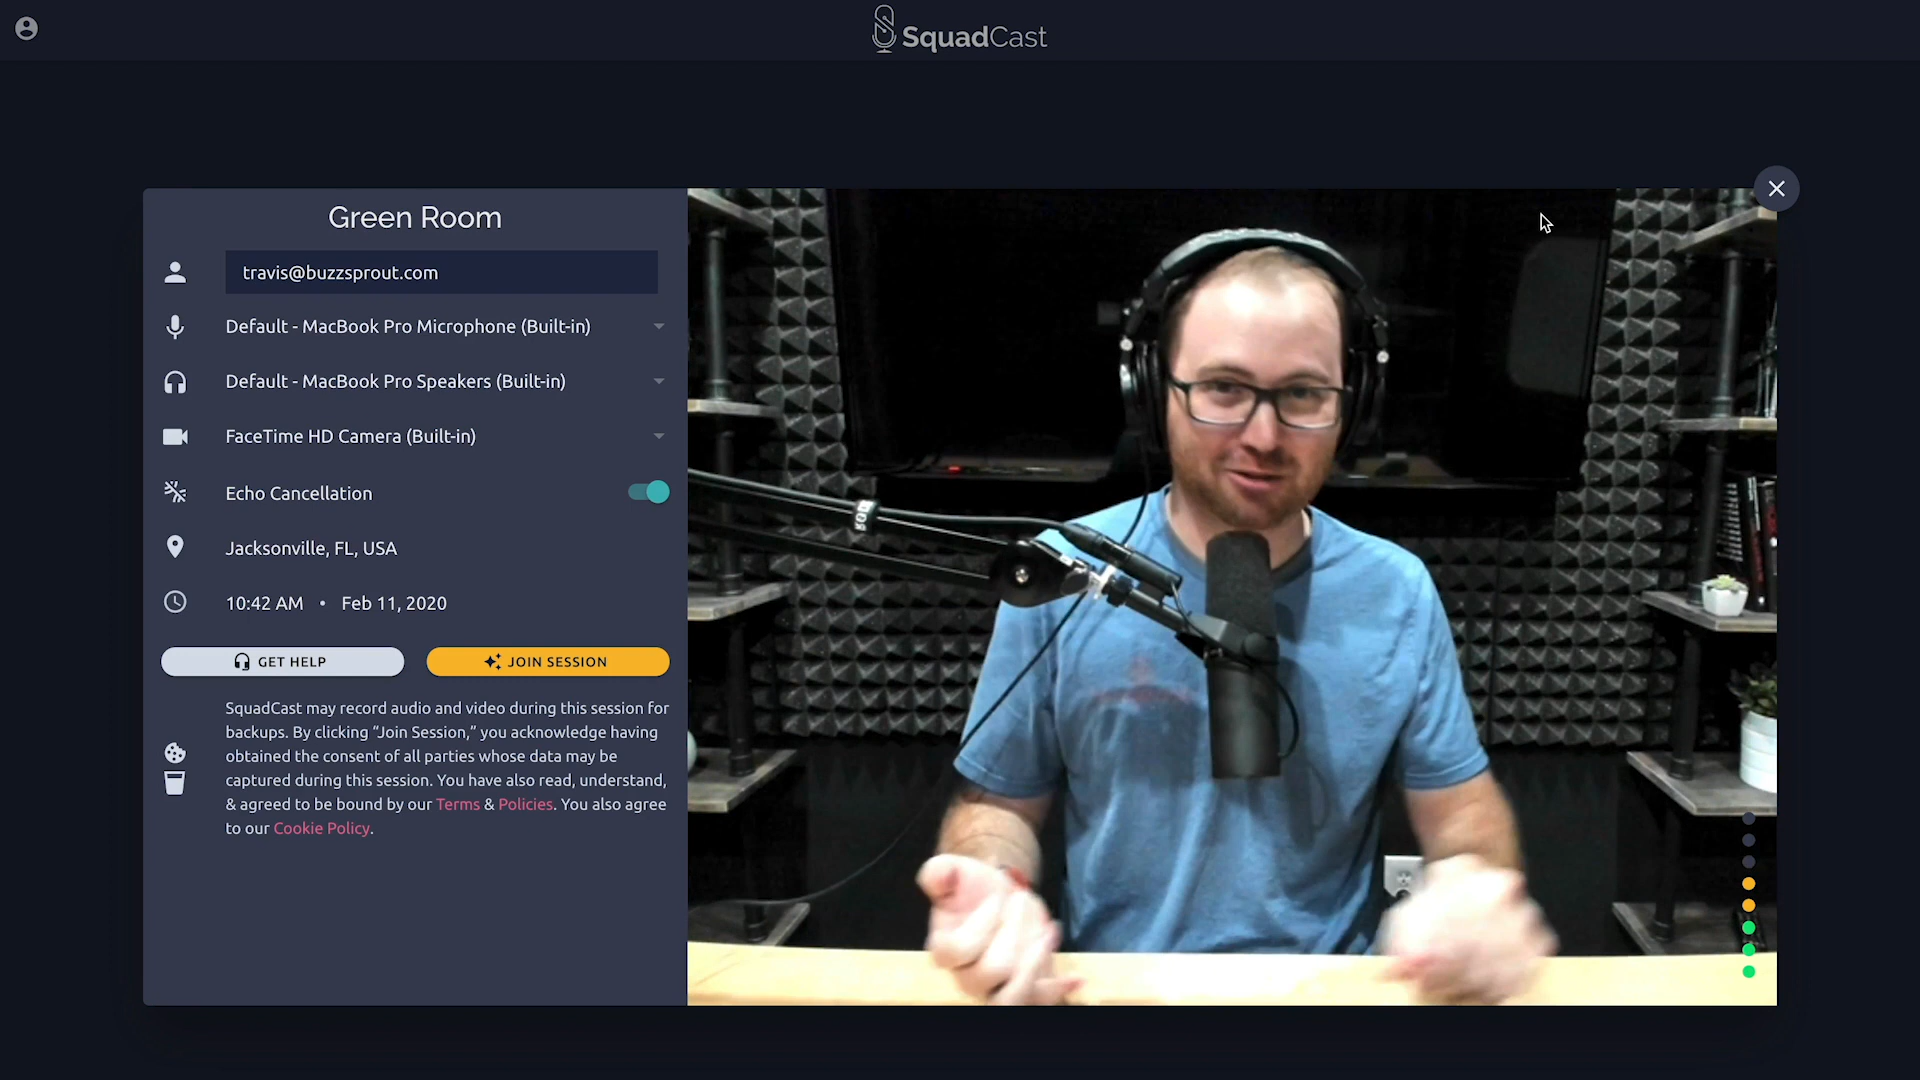 SquadCast
Green Room
travis@buzzsprout.com
Default - MacBook Pro Microphone (Built-in)
Default - MacBook Pro Speakers (Built-in)
FaceTime HD Camera (Built-in)
Echo Cancellation
Jacksonville, FL, USA
10:42 AM • Feb 11, 2020
GET HELP
JOIN SESSION
SquadCast may record audio and video during this session for
backups. By clicking “Join Session,” you acknowledge having
obtained the consent of all parties whose data may be
captured during this session. You have also read, understand,
& agreed to be bound by our Terms & Policies. You also agree
to our Cookie Policy.